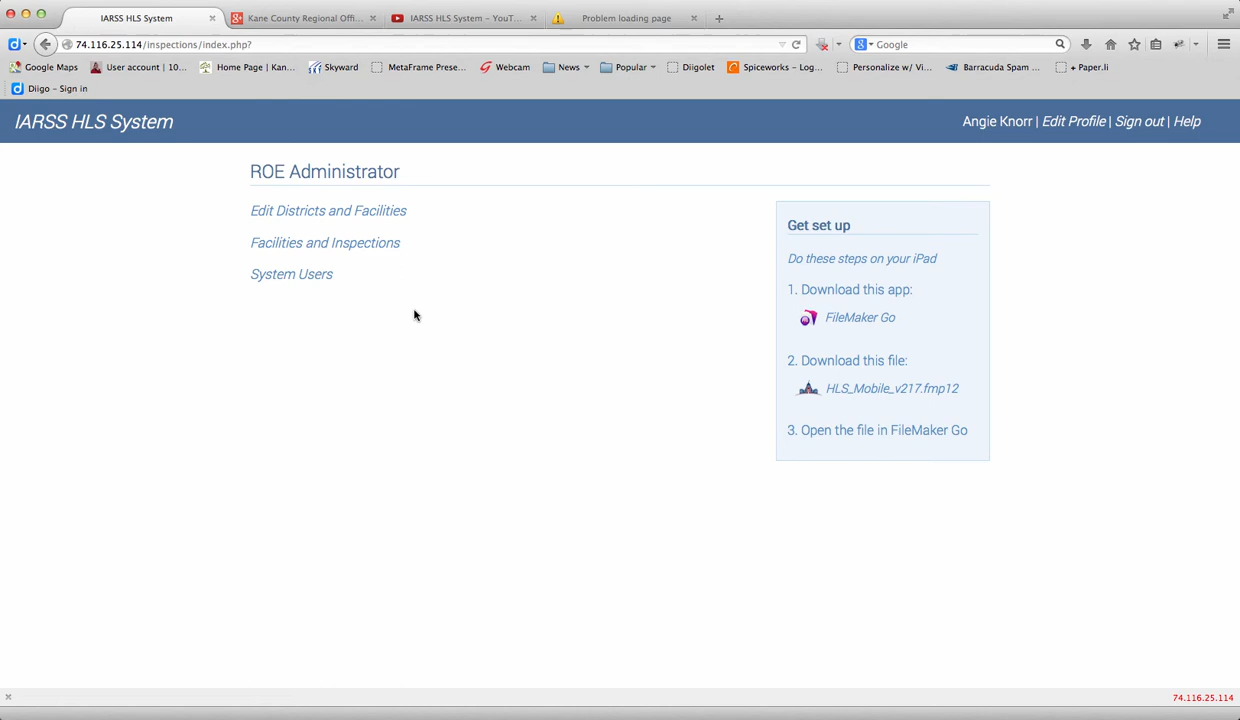 IARSS HLS System
Kane County Regional Offi...
IARSS HLS System – YouT...
Problem loading page
74.116.25.114/inspections/index.php?
Google
Google Maps
User account | 10...
Home Page | Kan...
Skyward
MetaFrame Prese...
Webcam
News
Popular
Diigolet
Spiceworks – Log...
Personalize w/ Vi...
Barracuda Spam ...
+ Paper.li
Diigo – Sign in
IARSS HLS System
Angie Knorr | Edit Profile | Sign out | Help
ROE Administrator
Edit Districts and Facilities
Facilities and Inspections
System Users
Get set up
Do these steps on your iPad
1. Download this app:
FileMaker Go
2. Download this file:
HLS_Mobile_v217.fmp12
3. Open the file in FileMaker Go
74.116.25.114